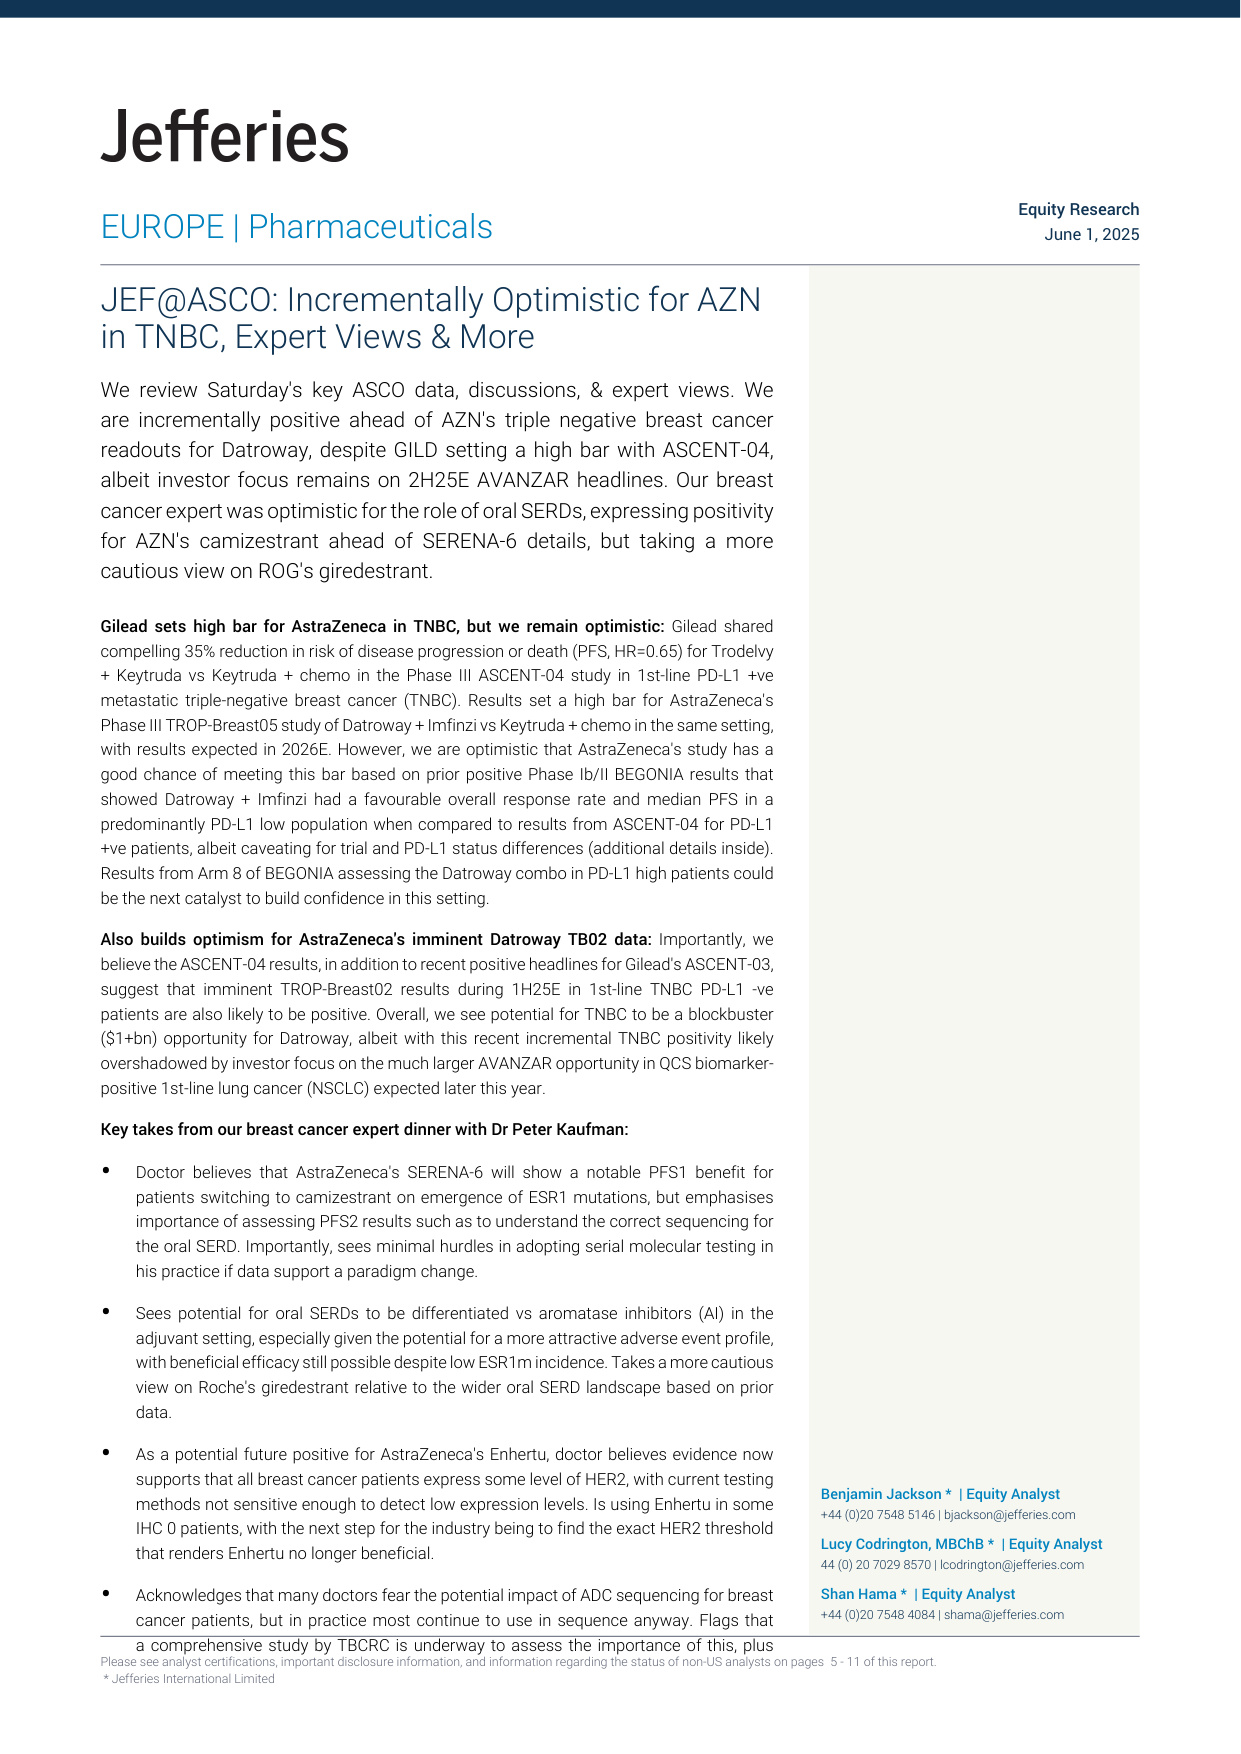 Jefferies
EUROPE | Pharmaceuticals
Equity Research
June 1, 2025
JEF@ASCO: Incrementally Optimistic for AZN
in TNBC, Expert Views & More
We review Saturday's key ASCO data, discussions, & expert views. We
are incrementally positive ahead of AZN's triple negative breast cancer
readouts for Datroway, despite GILD setting a high bar with ASCENT-04,
albeit investor focus remains on 2H25E AVANZAR headlines. Our breast
cancer expert was optimistic for the role of oral SERDs, expressing positivity
for AZN's camizestrant ahead of SERENA-6 details, but taking a more
cautious view on ROG's giredestrant.
Gilead sets high bar for AstraZeneca in TNBC, but we remain optimistic: Gilead shared
compelling 35% reduction in risk of disease progression or death (PFS, HR=0.65) for Trodelvy
+ Keytruda vs Keytruda + chemo in the Phase III ASCENT-04 study in 1st-line PD-L1 +ve
metastatic triple-negative breast cancer (TNBC). Results set a high bar for AstraZeneca's
Phase III TROP-Breast05 study of Datroway + Imfinzi vs Keytruda + chemo in the same setting,
with results expected in 2026E. However, we are optimistic that AstraZeneca's study has a
good chance of meeting this bar based on prior positive Phase Ib/II BEGONIA results that
showed Datroway + Imfinzi had a favourable overall response rate and median PFS in a
predominantly PD-L1 low population when compared to results from ASCENT-04 for PD-L1
+ve patients, albeit caveating for trial and PD-L1 status differences (additional details inside).
Results from Arm 8 of BEGONIA assessing the Datroway combo in PD-L1 high patients could
be the next catalyst to build confidence in this setting.
Also builds optimism for AstraZeneca's imminent Datroway TB02 data: Importantly, we
believe the ASCENT-04 results, in addition to recent positive headlines for Gilead's ASCENT-03,
suggest that imminent TROP-Breast02 results during 1H25E in 1st-line TNBC PD-L1 -ve
patients are also likely to be positive. Overall, we see potential for TNBC to be a blockbuster
($1+bn) opportunity for Datroway, albeit with this recent incremental TNBC positivity likely
overshadowed by investor focus on the much larger AVANZAR opportunity in QCS biomarker-
positive 1st-line lung cancer (NSCLC) expected later this year.
Key takes from our breast cancer expert dinner with Dr Peter Kaufman:
• Doctor believes that AstraZeneca's SERENA-6 will show a notable PFS1 benefit for
patients switching to camizestrant on emergence of ESR1 mutations, but emphasises
importance of assessing PFS2 results such as to understand the correct sequencing for
the oral SERD. Importantly, sees minimal hurdles in adopting serial molecular testing in
his practice if data support a paradigm change.
• Sees potential for oral SERDs to be differentiated vs aromatase inhibitors (AI) in the
adjuvant setting, especially given the potential for a more attractive adverse event profile,
with beneficial efficacy still possible despite low ESR1m incidence. Takes a more cautious
view on Roche's giredestrant relative to the wider oral SERD landscape based on prior
data.
• As a potential future positive for AstraZeneca's Enhertu, doctor believes evidence now
supports that all breast cancer patients express some level of HER2, with current testing
methods not sensitive enough to detect low expression levels. Is using Enhertu in some
IHC 0 patients, with the next step for the industry being to find the exact HER2 threshold
that renders Enhertu no longer beneficial.
• Acknowledges that many doctors fear the potential impact of ADC sequencing for breast
cancer patients, but in practice most continue to use in sequence anyway. Flags that
a comprehensive study by TBCRC is underway to assess the importance of this, plus
Benjamin Jackson * | Equity Analyst
+44 (0)20 7548 5146 | bjackson@jefferies.com
Lucy Codrington, MBChB * | Equity Analyst
44 (0) 20 7029 8570 | lcodrington@jefferies.com
Shan Hama * | Equity Analyst
+44 (0)20 7548 4084 | shama@jefferies.com
Please see analyst certifications, important disclosure information, and information regarding the status of non-US analysts on pages 5 - 11 of this report.
* Jefferies International Limited